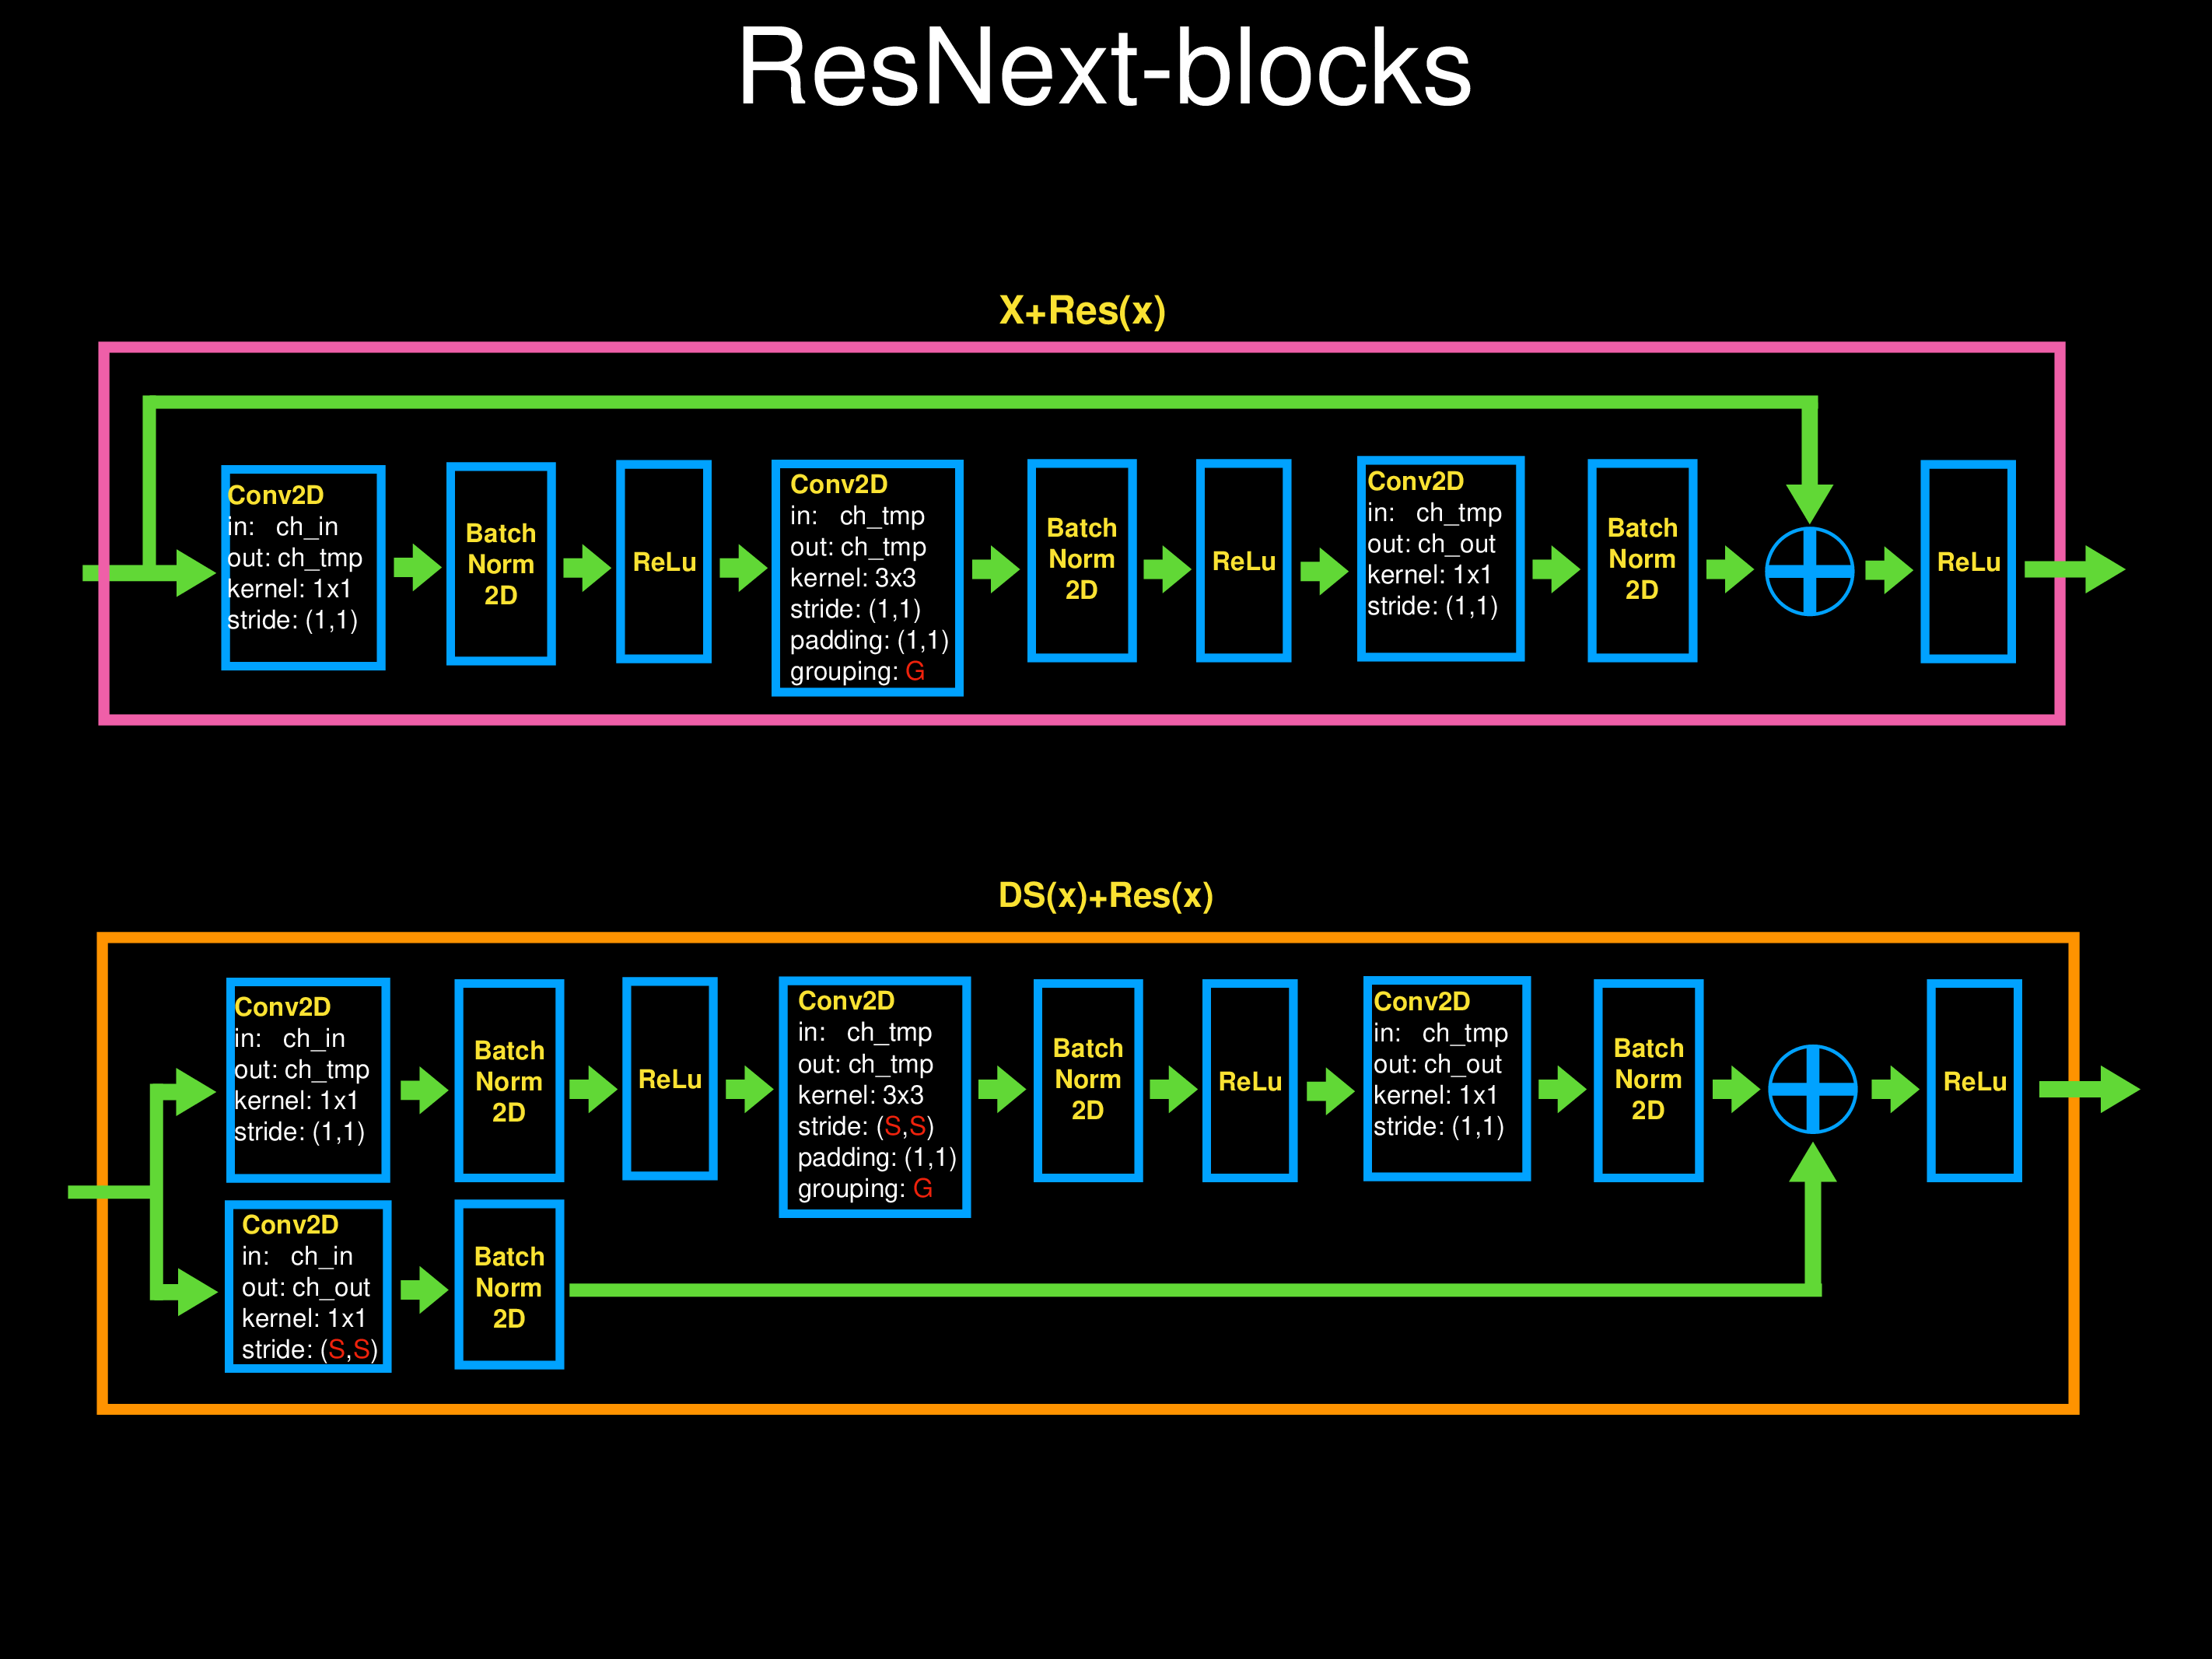 ResNext-blocks
X+Res(x)
Conv2D
in: ch_in
out: ch_tmp
kernel: 1x1
stride: (1,1)
Batch
Norm
2D
ReLu
Conv2D
in: ch_tmp
out: ch_tmp
kernel: 3x3
stride: (1,1)
padding: (1,1)
grouping: G
Batch
Norm
2D
ReLu
Conv2D
in: ch_tmp
out: ch_out
kernel: 1x1
stride: (1,1)
Batch
Norm
2D
ReLu
DS(x)+Res(x)
Conv2D
in: ch_in
out: ch_tmp
kernel: 1x1
stride: (1,1)
Batch
Norm
2D
ReLu
Conv2D
in: ch_tmp
out: ch_tmp
kernel: 3x3
stride: (S,S)
padding: (1,1)
grouping: G
Batch
Norm
2D
ReLu
Conv2D
in: ch_tmp
out: ch_out
kernel: 1x1
stride: (1,1)
Batch
Norm
2D
ReLu
Conv2D
in: ch_in
out: ch_out
kernel: 1x1
stride: (S,S)
Batch
Norm
2D